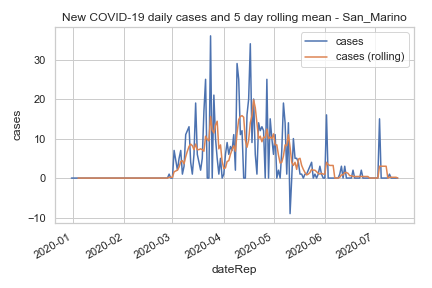 New COVID-19 daily cases and 5 day rolling mean - San_Marino
cases
cases (rolling)
cases
30
20
10
0
−10
2020-01
2020-02
2020-03
2020-04
2020-05
2020-06
2020-07
dateRep